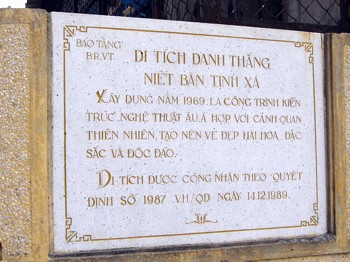 BẢO TÀNG
B.R.V.T.
DI TÍCH DANH THẮNG
NIẾT BÀN TỊNH XÁ
XÂY DỰNG NĂM 1969. LÀ CÔNG TRÌNH KIẾN
TRÚC NGHỆ THUẬT ÂU Á HỢP VỚI CẢNH QUAN
THIÊN NHIÊN, TẠO NÊN VẺ ĐẸP HÀI HÒA, ĐẶC
SẮC VÀ ĐỘC ĐÁO.
DI TÍCH ĐƯỢC CÔNG NHẬN THEO QUYẾT
ĐỊNH SỐ 1987 VH/QĐ NGÀY 14.12.1989.